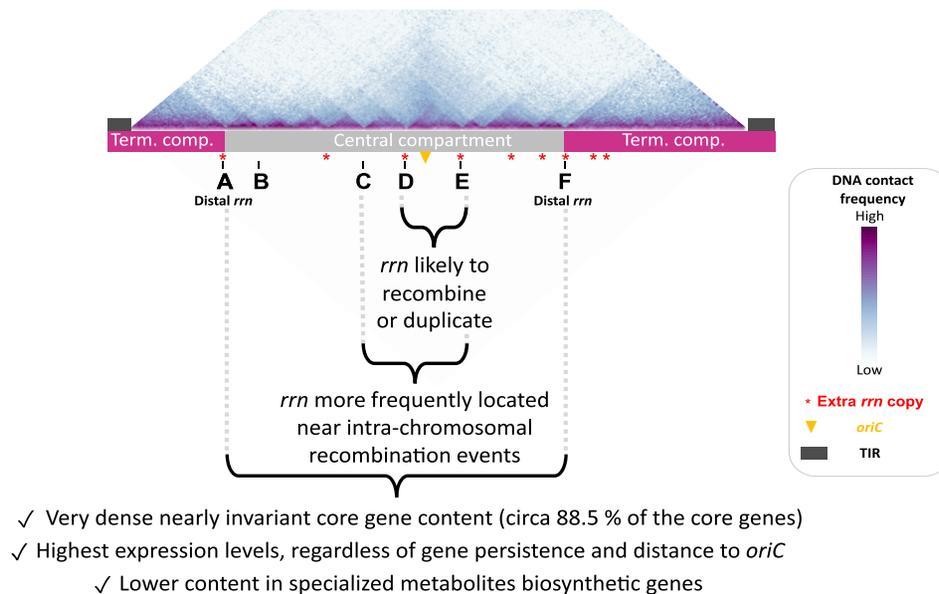 Term. comp.
Central compartment
Term. comp.
* * * * * * * * *
A B C D E F
Distal rrn
Distal rrn
rrn likely to
recombine
or duplicate
rrn more frequently located
near intra-chromosomal
recombination events
✓ Very dense nearly invariant core gene content (circa 88.5 % of the core genes)
✓ Highest expression levels, regardless of gene persistence and distance to oriC
✓ Lower content in specialized metabolites biosynthetic genes
DNA contact
frequency
High
Low
* Extra rrn copy
oriC
TIR